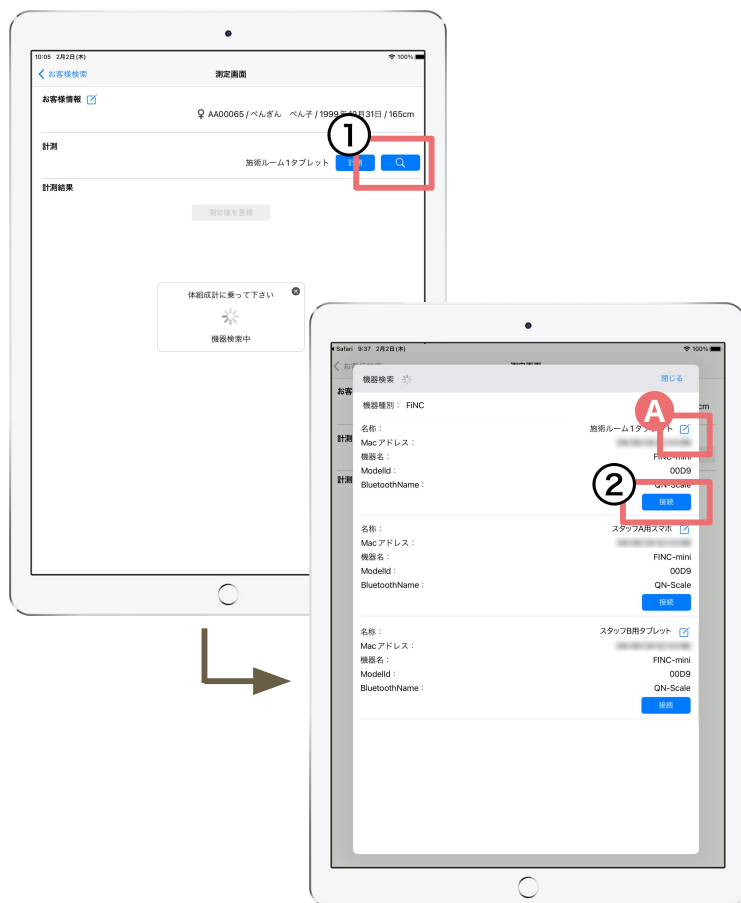 10:05 2月2日(木)
100%
お客様検索
測定画面
お客様情報
AA00065 / ぺんぎん ぺん子 / 1999年 月31日 / 165cm
①
計測
施術ルーム1タブレット
計測結果
測定値を登録
体組成計に乗って下さい
機器検索中
Safari 9:37 2月2日(木)
100%
機器検索
閉じる
機器種別： FiNC
cm
A
名称：
施術ルーム1タブレット
Macアドレス：
機器名：
FINC-mini
ModelId：
00D9
②
BluetoothName：
QN-Scale
接続
名称：
スタッフA用スマホ
Macアドレス：
機器名：
FINC-mini
ModelId：
00D9
BluetoothName：
QN-Scale
接続
名称：
スタッフB用タブレット
Macアドレス：
機器名：
FINC-mini
ModelId：
00D9
BluetoothName：
QN-Scale
接続